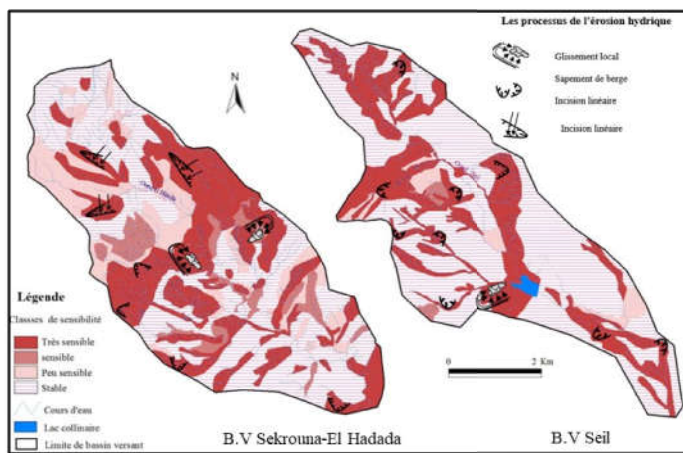 Les processus de l'érosion hydrique
Glissement local
Sapement de berge
Incision linéaire
Incision linéaire
N
Légende
Classses de sensibilité
Très sensible
sensible
Peu sensible
Stable
Cours d'eau
Lac collinaire
Limite de bassin versant
0 2 Km
B.V Sekrouna-El Hadada
B.V Seil